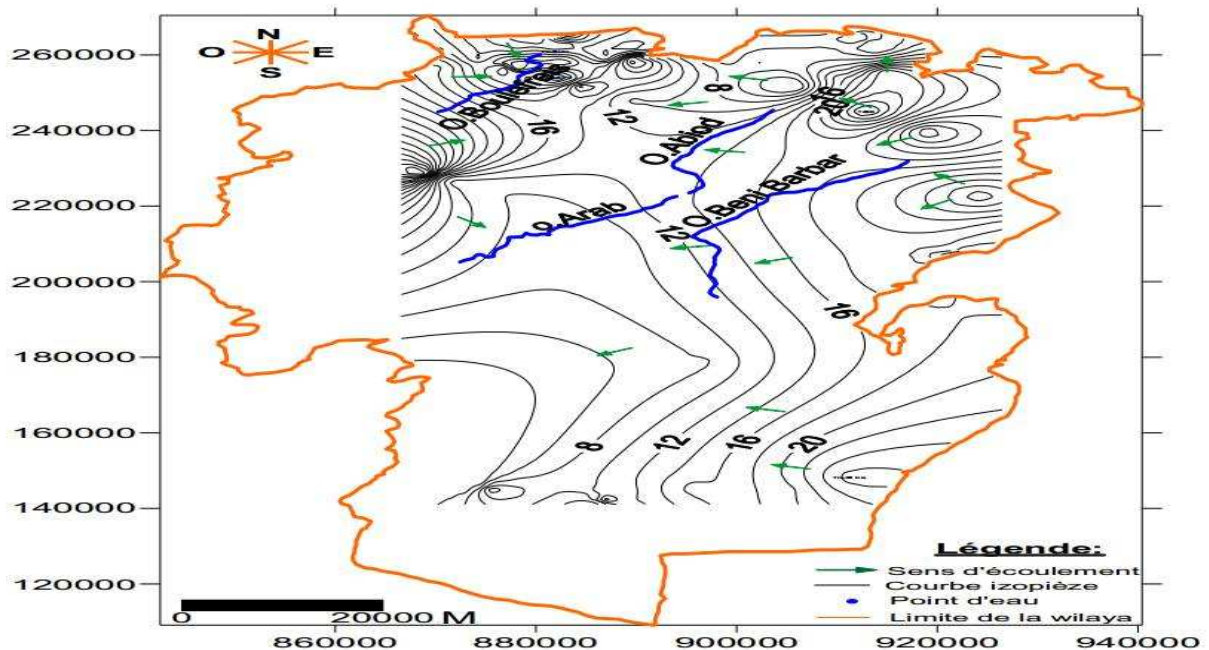 N
O E
S
260000
240000
220000
200000
180000
160000
140000
120000
860000 880000 900000 920000 940000
8
12
16
2016
O.Abiod
O.Beni Barbar
o.Arab
12
16
8 12 16 20
20000 M
Légende:
Sens d'écoulement
Courbe izopièze
Point d'eau
Limite de la wilaya